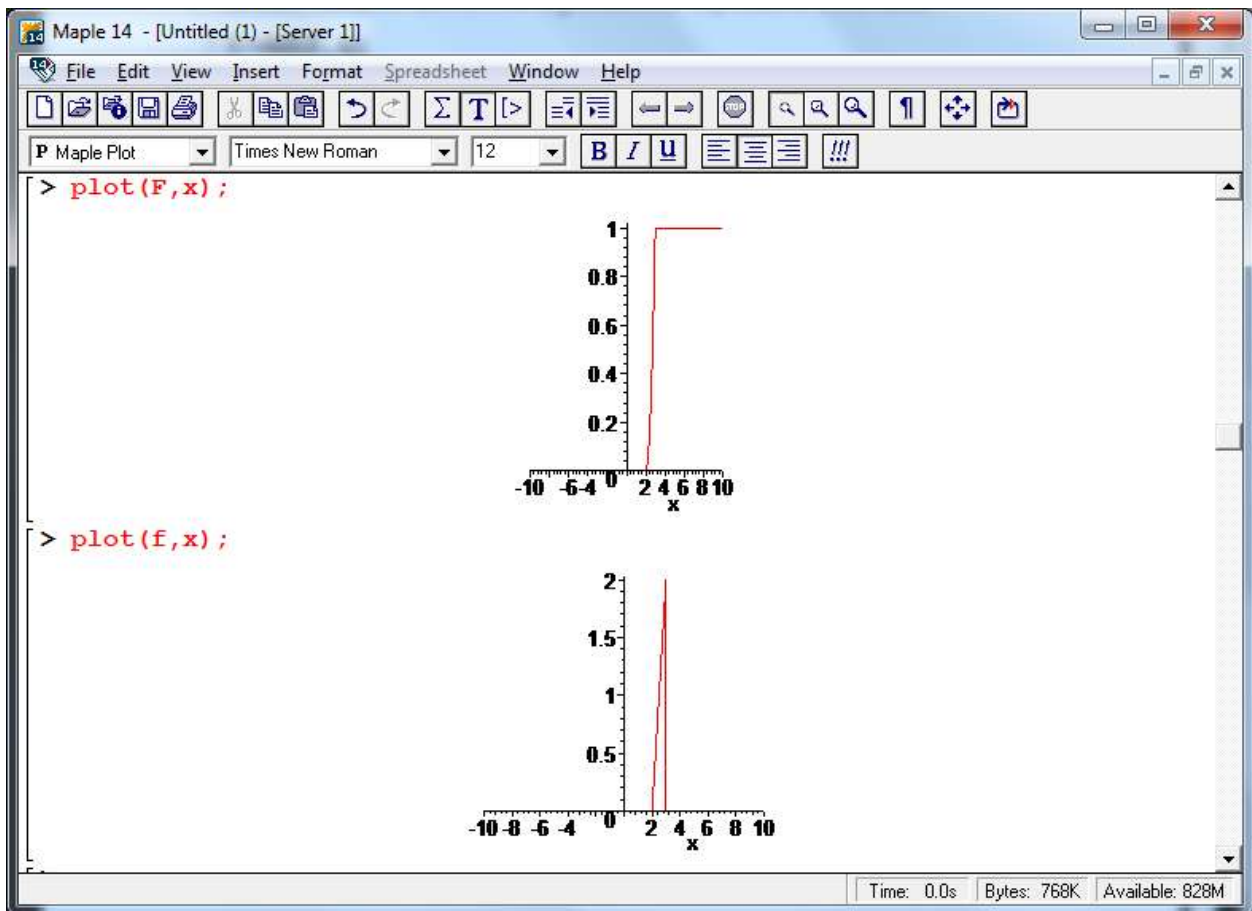 Maple 14 - [Untitled (1) - [Server 1]]
File Edit View Insert Format Spreadsheet Window Help
Σ T [> STOP ¶
P Maple Plot Times New Roman 12 B I U !!!
> plot(F,x);
1
0.8
0.6
0.4
0.2
-10 -6 -4 0 2 4 6 8 10
x
> plot(f,x);
2
1.5
1
0.5
-10 -8 -6 -4 0 2 4 6 8 10
x
Time: 0.0s Bytes: 768K Available: 828M